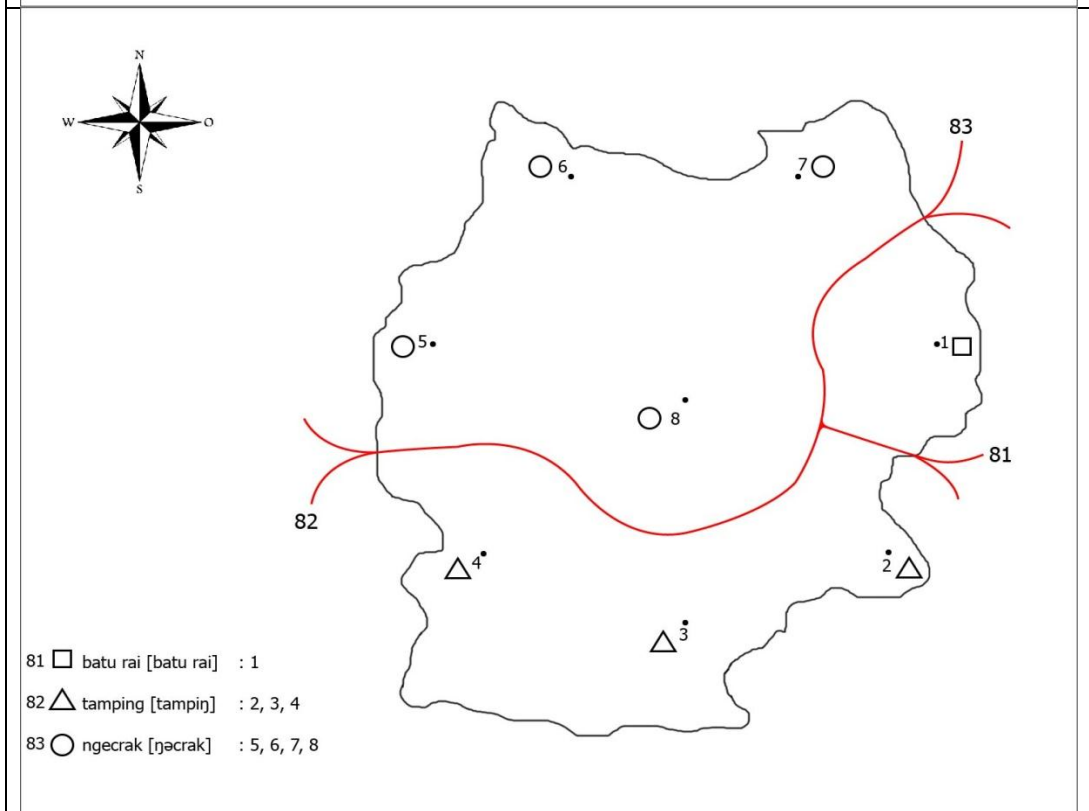 N
W O
S
83
6 7
5 1
8
81
82
4 2
3
81 batu rai [batu rai] : 1
82 tamping [tampiŋ] : 2, 3, 4
83 ngecrak [ŋəcrak] : 5, 6, 7, 8